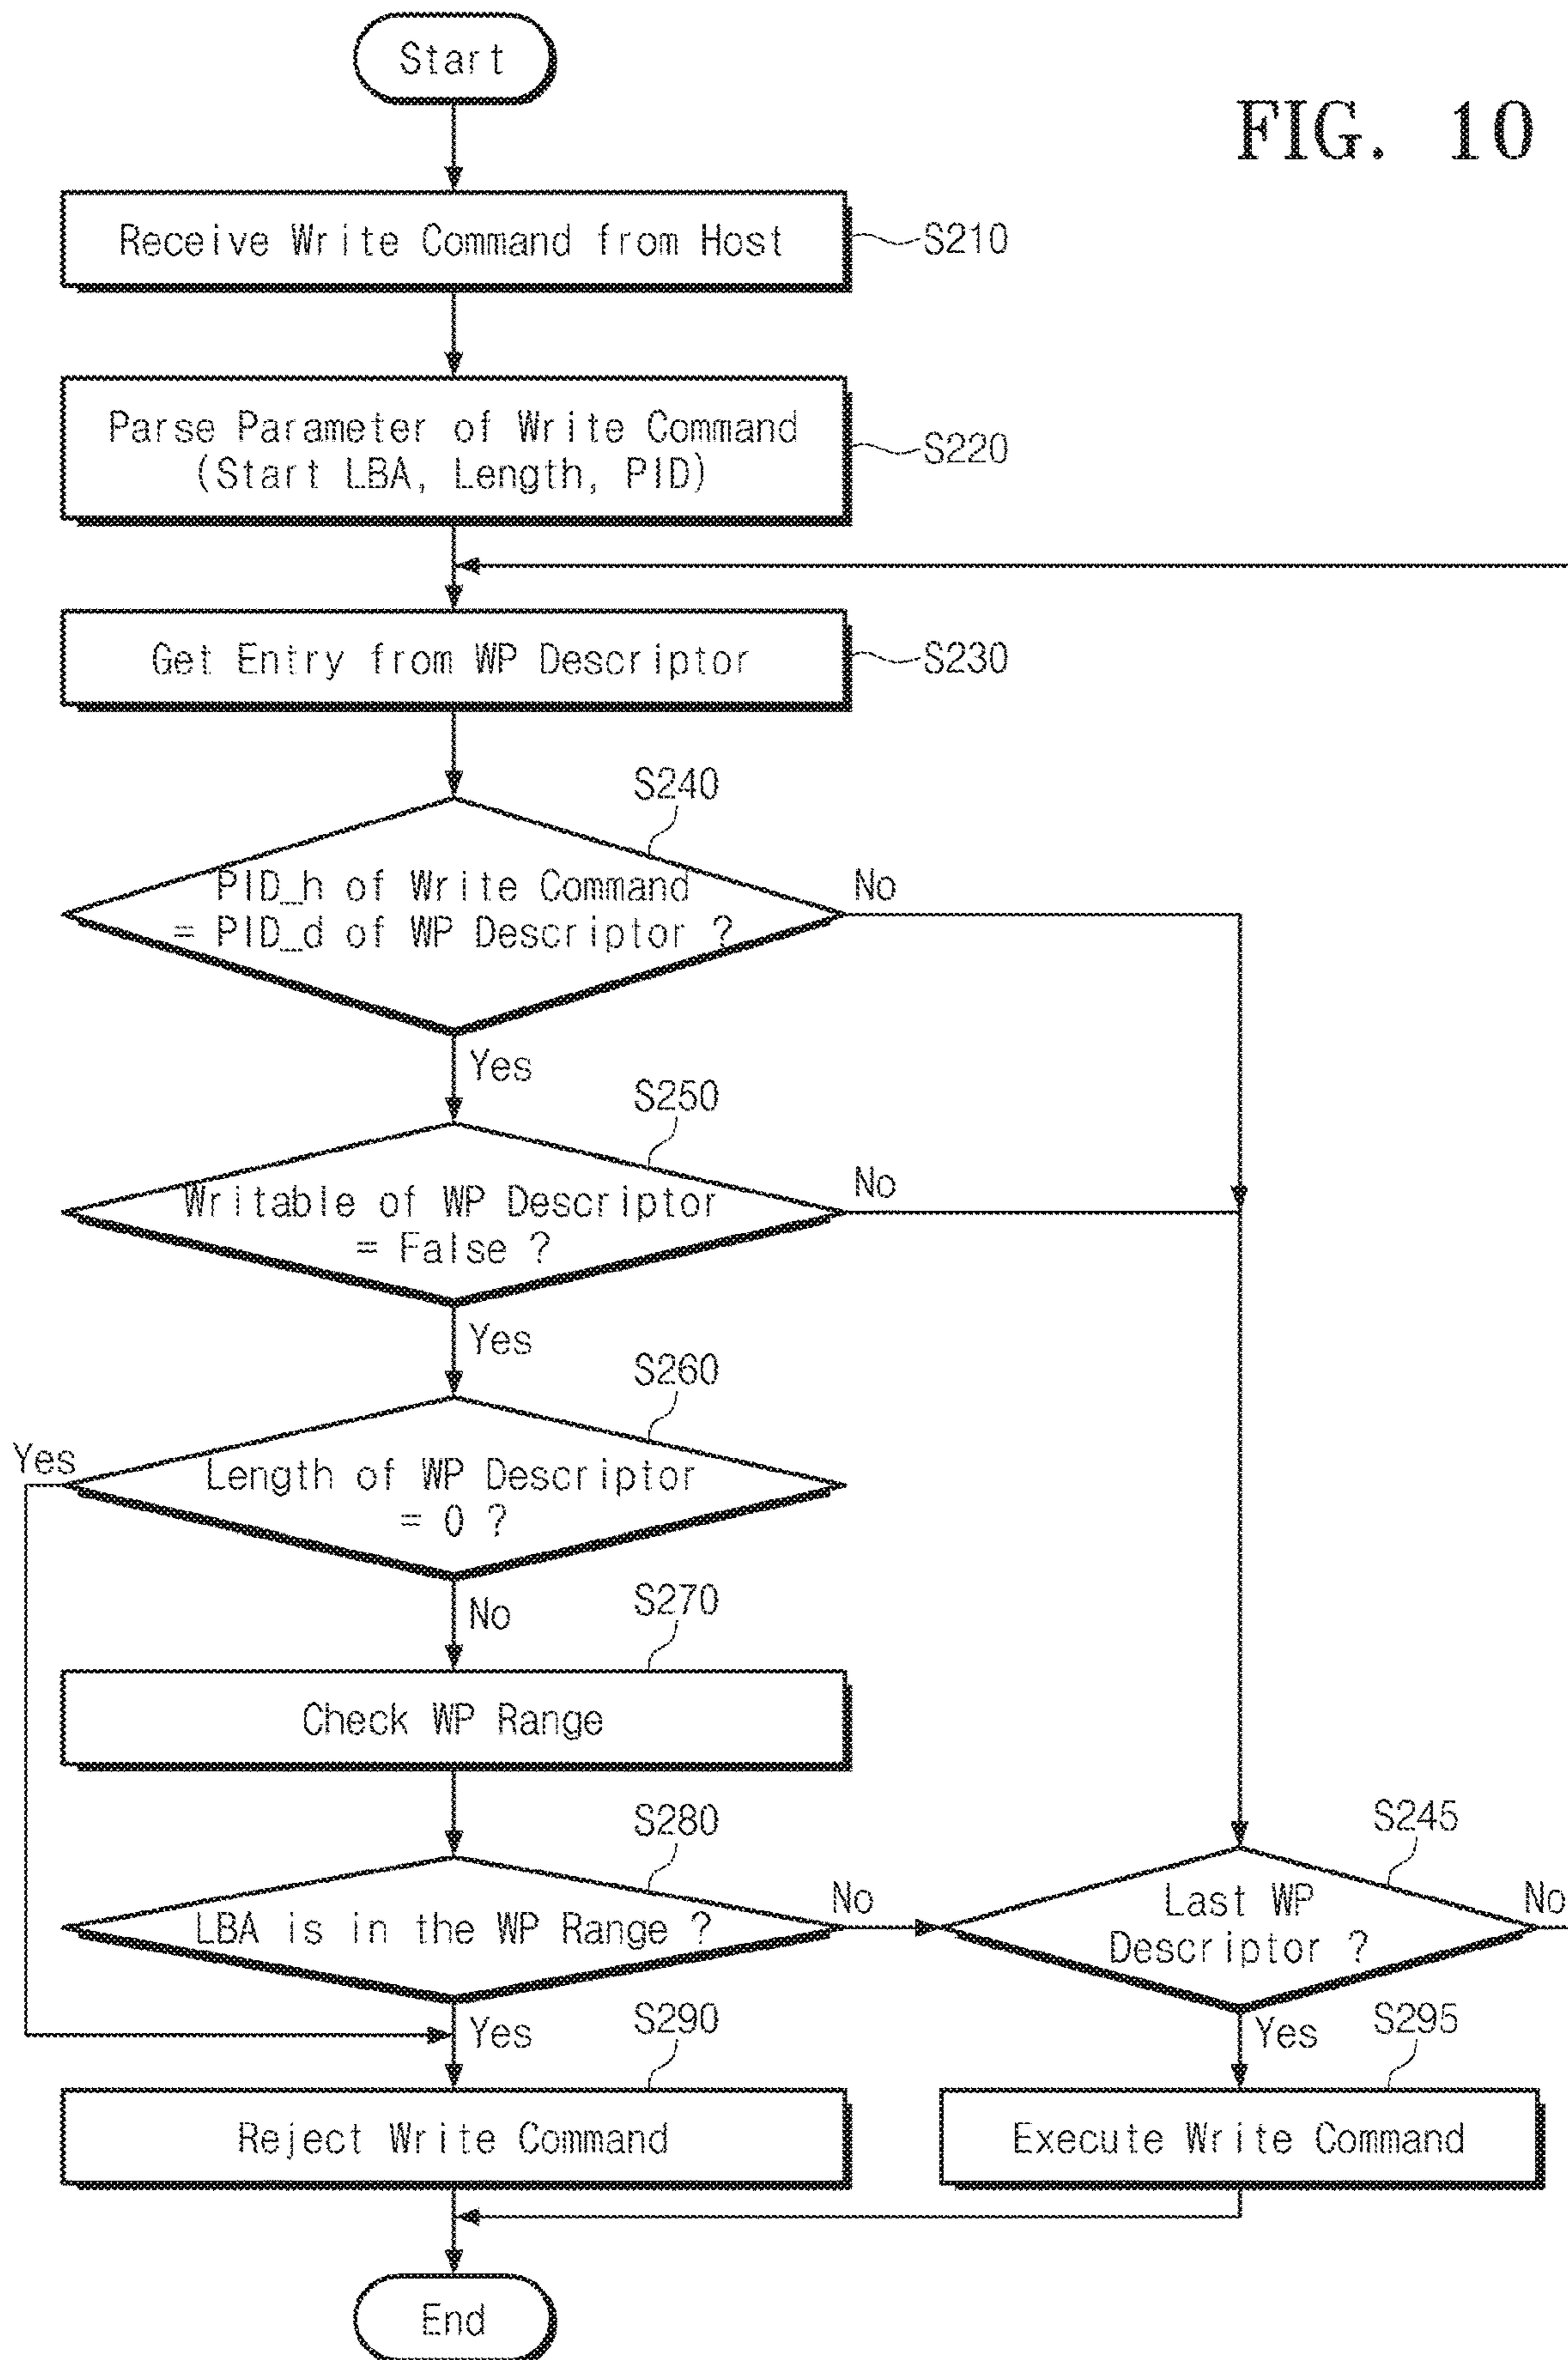 Start
FIG. 10
Receive Write Command from Host
S210
Parse Parameter of Write Command
(Start LBA, Length, PID)
S220
Get Entry from WP Descriptor
S230
S240
PID_h of Write Command
= PID_d of WP Descriptor ?
No
Yes
S250
Writable of WP Descriptor
= False ?
No
Yes
S260
Yes
Length of WP Descriptor
= 0 ?
No
S270
Check WP Range
S280
LBA is in the WP Range ?
No
S245
Last WP
Descriptor ?
No
Yes
S290
Yes
S295
Reject Write Command
Execute Write Command
End